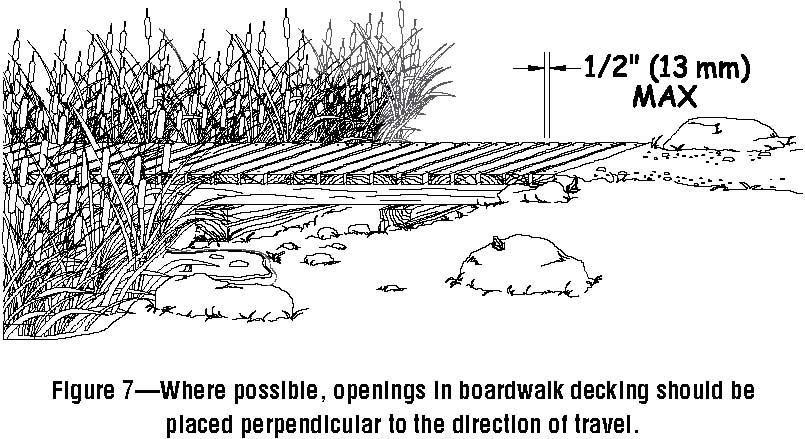 1/2" (13 mm)
MAX
Figure 7—Where possible, openings in boardwalk decking should be
placed perpendicular to the direction of travel.